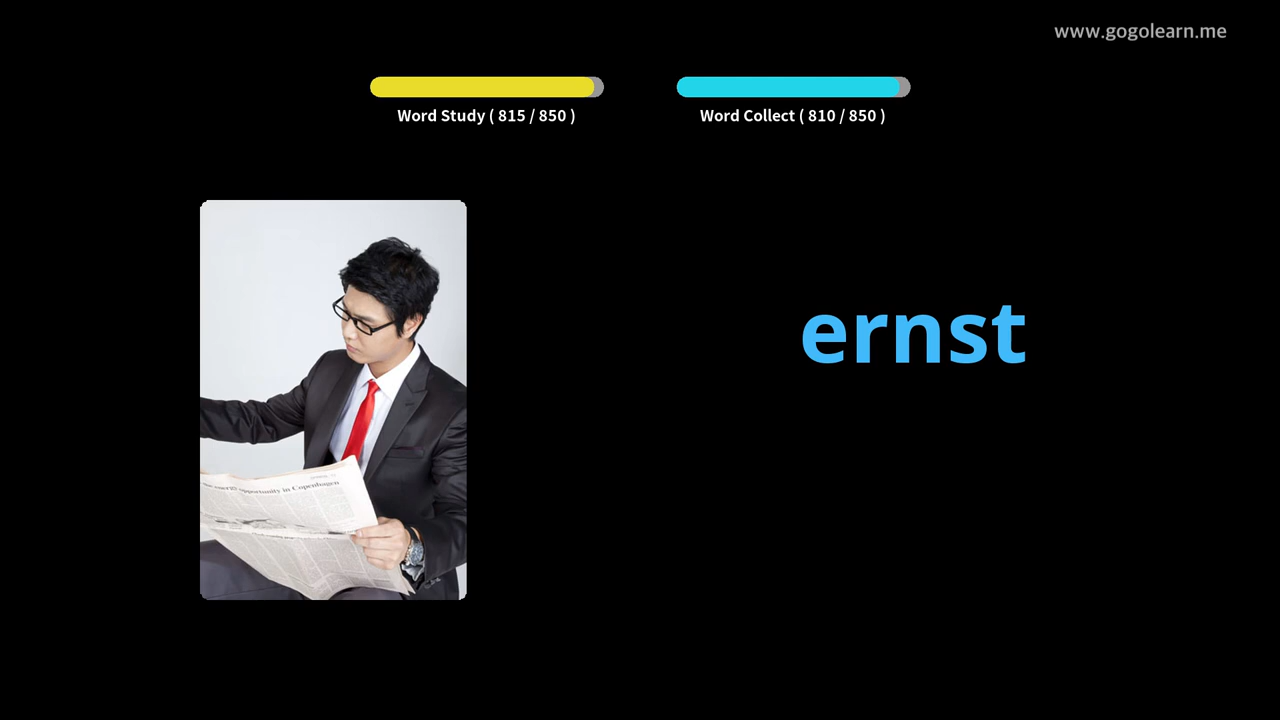 www.gogolearn.me
Word Study ( 815 / 850 )
Word Collect ( 810 / 850 )
ernst
opportunity in Copenhagen